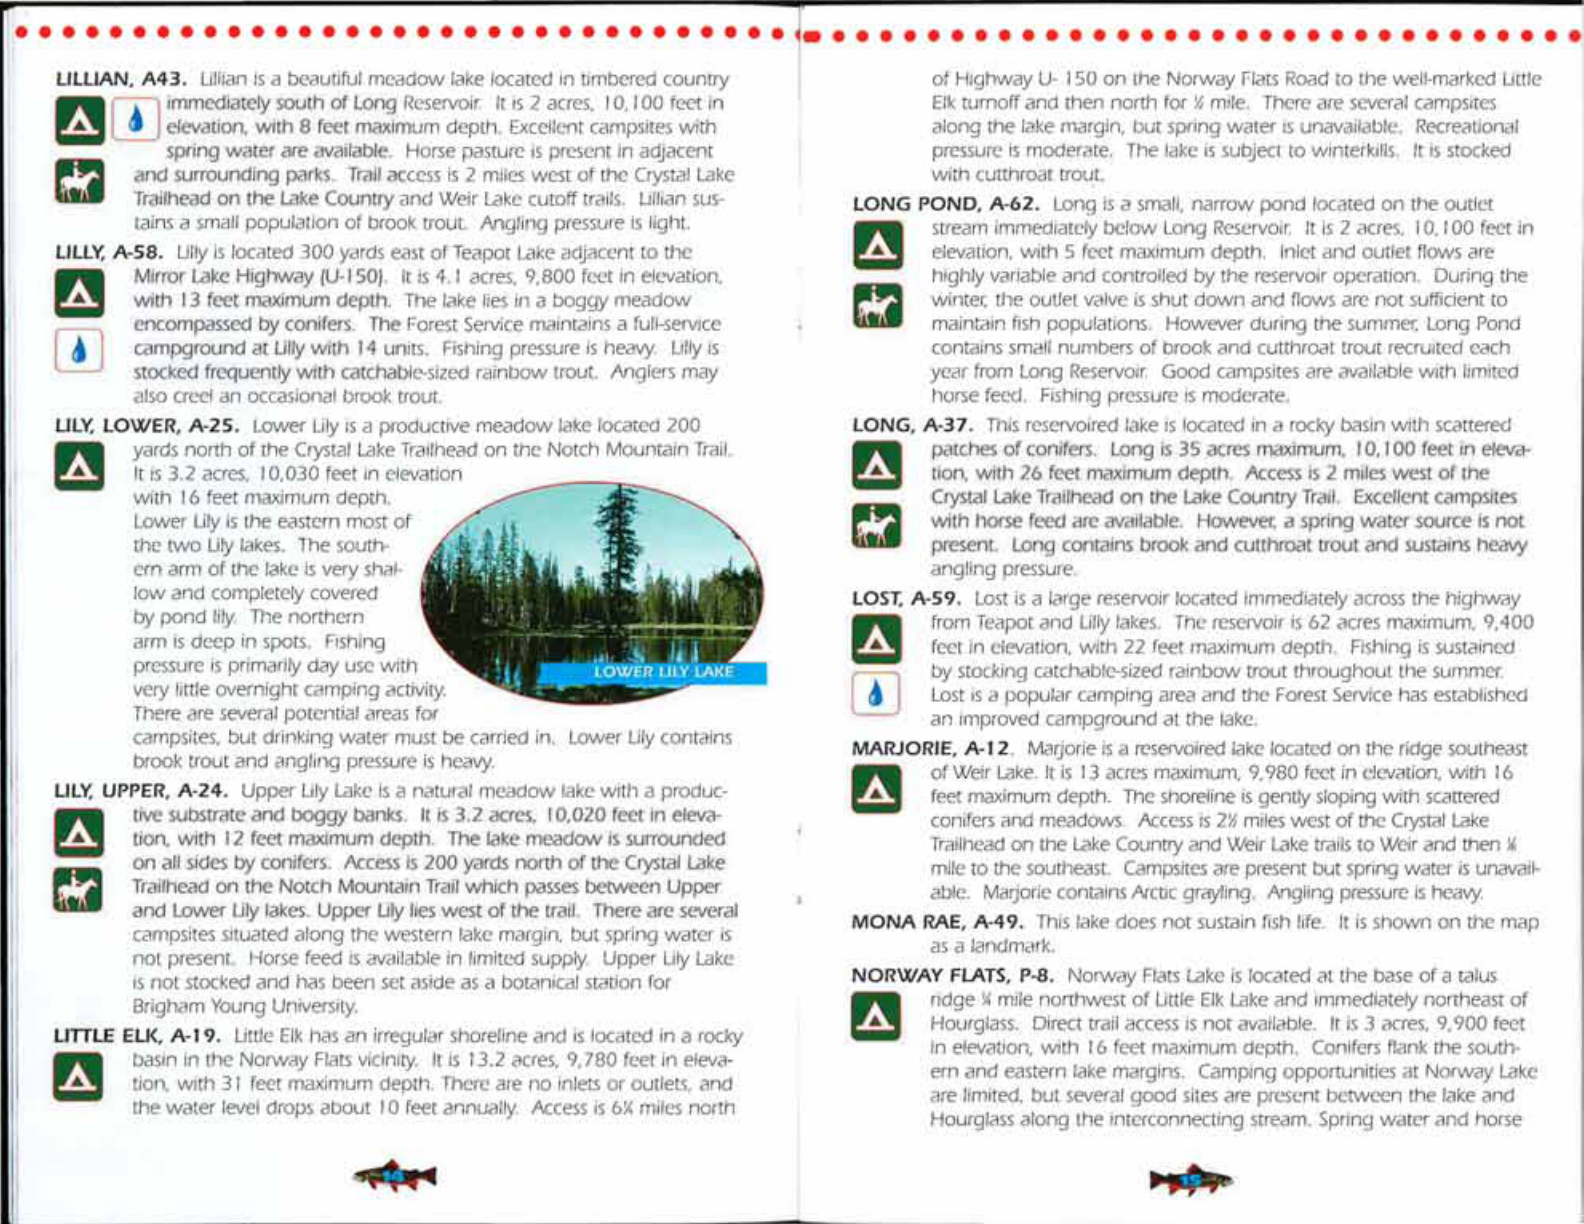 LILLIAN, A43. Lillian is a beautiful meadow lake located in timbered country
immediately south of Long Reservoir. It is 2 acres, 10,100 feet in
elevation, with 8 feet maximum depth. Excellent campsites with
spring water are available. Horse pasture is present in adjacent
and surrounding parks. Trail access is 2 miles west of the Crystal Lake
Trailhead on the Lake Country and Weir Lake cutoff trails. Lillian sus-
tains a small population of brook trout. Angling pressure is light.
LILLY, A-58. Lilly is located 300 yards east of Teapot Lake adjacent to the
Mirror Lake Highway (U-150). It is 4.1 acres, 9,800 feet in elevation,
with 13 feet maximum depth. The lake lies in a boggy meadow
encompassed by conifers. The Forest Service maintains a full-service
campground at Lilly with 14 units. Fishing pressure is heavy. Lilly is
stocked frequently with catchable-sized rainbow trout. Anglers may
also creel an occasional brook trout.
LILY, LOWER, A-25. Lower Lily is a productive meadow lake located 200
yards north of the Crystal Lake Trailhead on the Notch Mountain Trail.
It is 3.2 acres, 10,030 feet in elevation
with 16 feet maximum depth.
Lower Lily is the eastern most of
the two Lily lakes. The south-
ern arm of the lake is very shal-
low and completely covered
by pond lily. The northern
arm is deep in spots. Fishing
pressure is primarily day use with
very little overnight camping activity.
There are several potential areas for
campsites, but drinking water must be carried in. Lower Lily contains
brook trout and angling pressure is heavy.
LOWER LILY LAKE
LILY, UPPER, A-24. Upper Lily Lake is a natural meadow lake with a produc-
tive substrate and boggy banks. It is 3.2 acres, 10,020 feet in eleva-
tion, with 12 feet maximum depth. The lake meadow is surrounded
on all sides by conifers. Access is 200 yards north of the Crystal Lake
Trailhead on the Notch Mountain Trail which passes between Upper
and Lower Lily lakes. Upper Lily lies west of the trail. There are several
campsites situated along the western lake margin, but spring water is
not present. Horse feed is available in limited supply. Upper Lily Lake
is not stocked and has been set aside as a botanical station for
Brigham Young University.
LITTLE ELK, A-19. Little Elk has an irregular shoreline and is located in a rocky
basin in the Norway Flats vicinity. It is 13.2 acres, 9,780 feet in eleva-
tion, with 31 feet maximum depth. There are no inlets or outlets, and
the water level drops about 10 feet annually. Access is miles north
14
of Highway U- 150 on the Norway Flats Road to the well-marked Little
Elk turnoff and then north for mile. There are several campsites
along the lake margin, but spring water is unavailable. Recreational
pressure is moderate. The lake is subject to winterkills. It is stocked
with cutthroat trout.
LONG POND, A-62. Long is a small, narrow pond located on the outlet
stream immediately below Long Reservoir. It is 2 acres, 10,100 feet in
elevation, with 5 feet maximum depth. Inlet and outlet flows are
highly variable and controlled by the reservoir operation. During the
winter, the outlet valve is shut down and flows are not sufficient to
maintain fish populations. However during the summer, Long Pond
contains small numbers of brook and cutthroat trout recruited each
year from Long Reservoir. Good campsites are available with limited
horse feed. Fishing pressure is moderate.
LONG, A-37. This reservoired lake is located in a rocky basin with scattered
patches of conifers. Long is 35 acres maximum, 10,100 feet in eleva-
tion, with 26 feet maximum depth. Access is 2 miles west of the
Crystal Lake Trailhead on the Lake Country Trail. Excellent campsites
with horse feed are available. However, a spring water source is not
present. Long contains brook and cutthroat trout and sustains heavy
angling pressure.
LOST, A-59. Lost is a large reservoir located immediately across the highway
from Teapot and Lilly lakes. The reservoir is 62 acres maximum, 9,400
feet in elevation, with 22 feet maximum depth. Fishing is sustained
by stocking catchable-sized rainbow trout throughout the summer.
Lost is a popular camping area and the Forest Service has established
an improved campground at the lake.
MARJORIE, A-12. Marjorie is a reservoired lake located on the ridge southeast
of Weir Lake. It is 13 acres maximum, 9,980 feet in elevation, with 16
feet maximum depth. The shoreline is gently sloping with scattered
conifers and meadows. Access is miles west of the Crystal Lake
Trailhead on the Lake Country and Weir Lake trails to Weir and then
mile to the southeast. Campsites are present but spring water is unavail-
able. Marjorie contains Arctic grayling. Angling pressure is heavy.
MONA RAE, A-49. This lake does not sustain fish life. It is shown on the map
as a landmark.
NORWAY FLATS, P-8. Norway Flats Lake is located at the base of a talus
ridge mile northwest of Little Elk Lake and immediately northeast of
Hourglass. Direct trail access is not available. It is 3 acres, 9,900 feet
in elevation, with 16 feet maximum depth. Conifers flank the south-
ern and eastern lake margins. Camping opportunities at Norway Lake
are limited, but several good sites are present between the lake and
Hourglass along the interconnecting stream. Spring water and horse
15